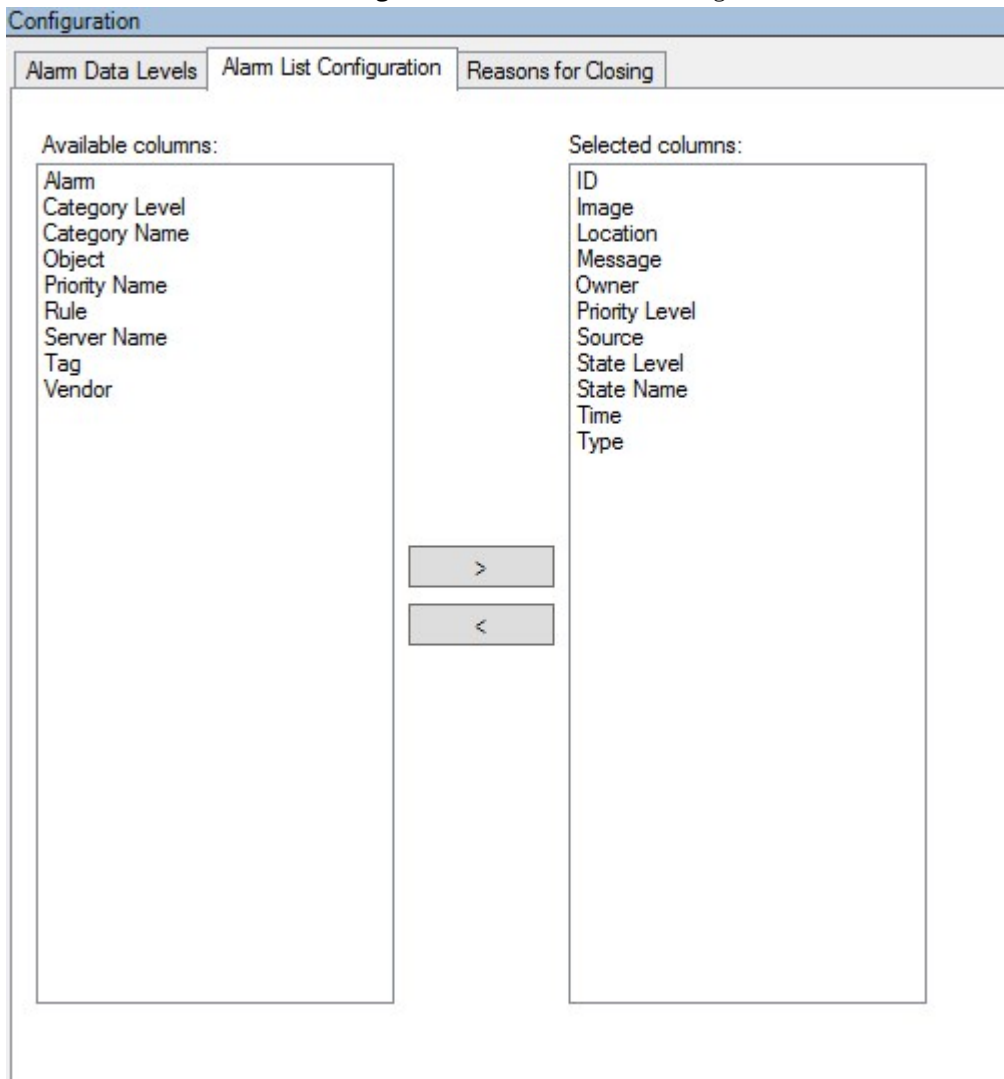 Configuration
Alarm Data Levels
Alarm List Configuration
Reasons for Closing
Available columns:
Alarm
Category Level
Category Name
Object
Priority Name
Rule
Server Name
Tag
Vendor
>
<
Selected columns:
ID
Image
Location
Message
Owner
Priority Level
Source
State Level
State Name
Time
Type